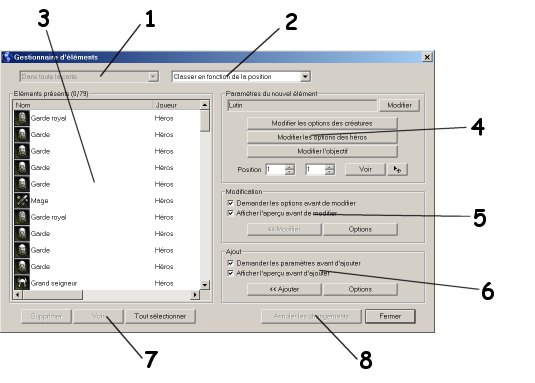 1
2
3
Gestionnaire d'éléments
Dans toute la carte
Classer en fonction de la position
Eléments présents (0/79)
Nom Joueur
Garde royal Héros
Garde Héros
Garde Héros
Garde Héros
Garde Héros
Mage Héros
Garde royal Héros
Garde Héros
Garde Héros
Garde Héros
Grand seigneur Héros
Paramètres du nouvel élément
Lutin Modifier
Modifier les options des créatures
Modifier les options des héros
Modifier l'objectif
Position 1 1 Voir
4
Modification
Demander les options avant de modifier
Afficher l'aperçu avant de modifier
<< Modifier Options
5
Ajout
Demander les paramètres avant d'ajouter
Afficher l'aperçu avant d'ajouter
<< Ajouter Options
6
Supprimer Voir Tout sélectionner Annuler les changements Fermer
7
8